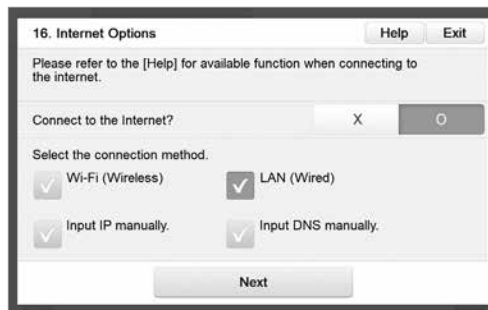 16. Internet Options Help Exit
Please refer to the [Help] for available function when connecting to
the internet.
Connect to the Internet? X O
Select the connection method.
Wi-Fi (Wireless) LAN (Wired)
Input IP manually. Input DNS manually.
Next